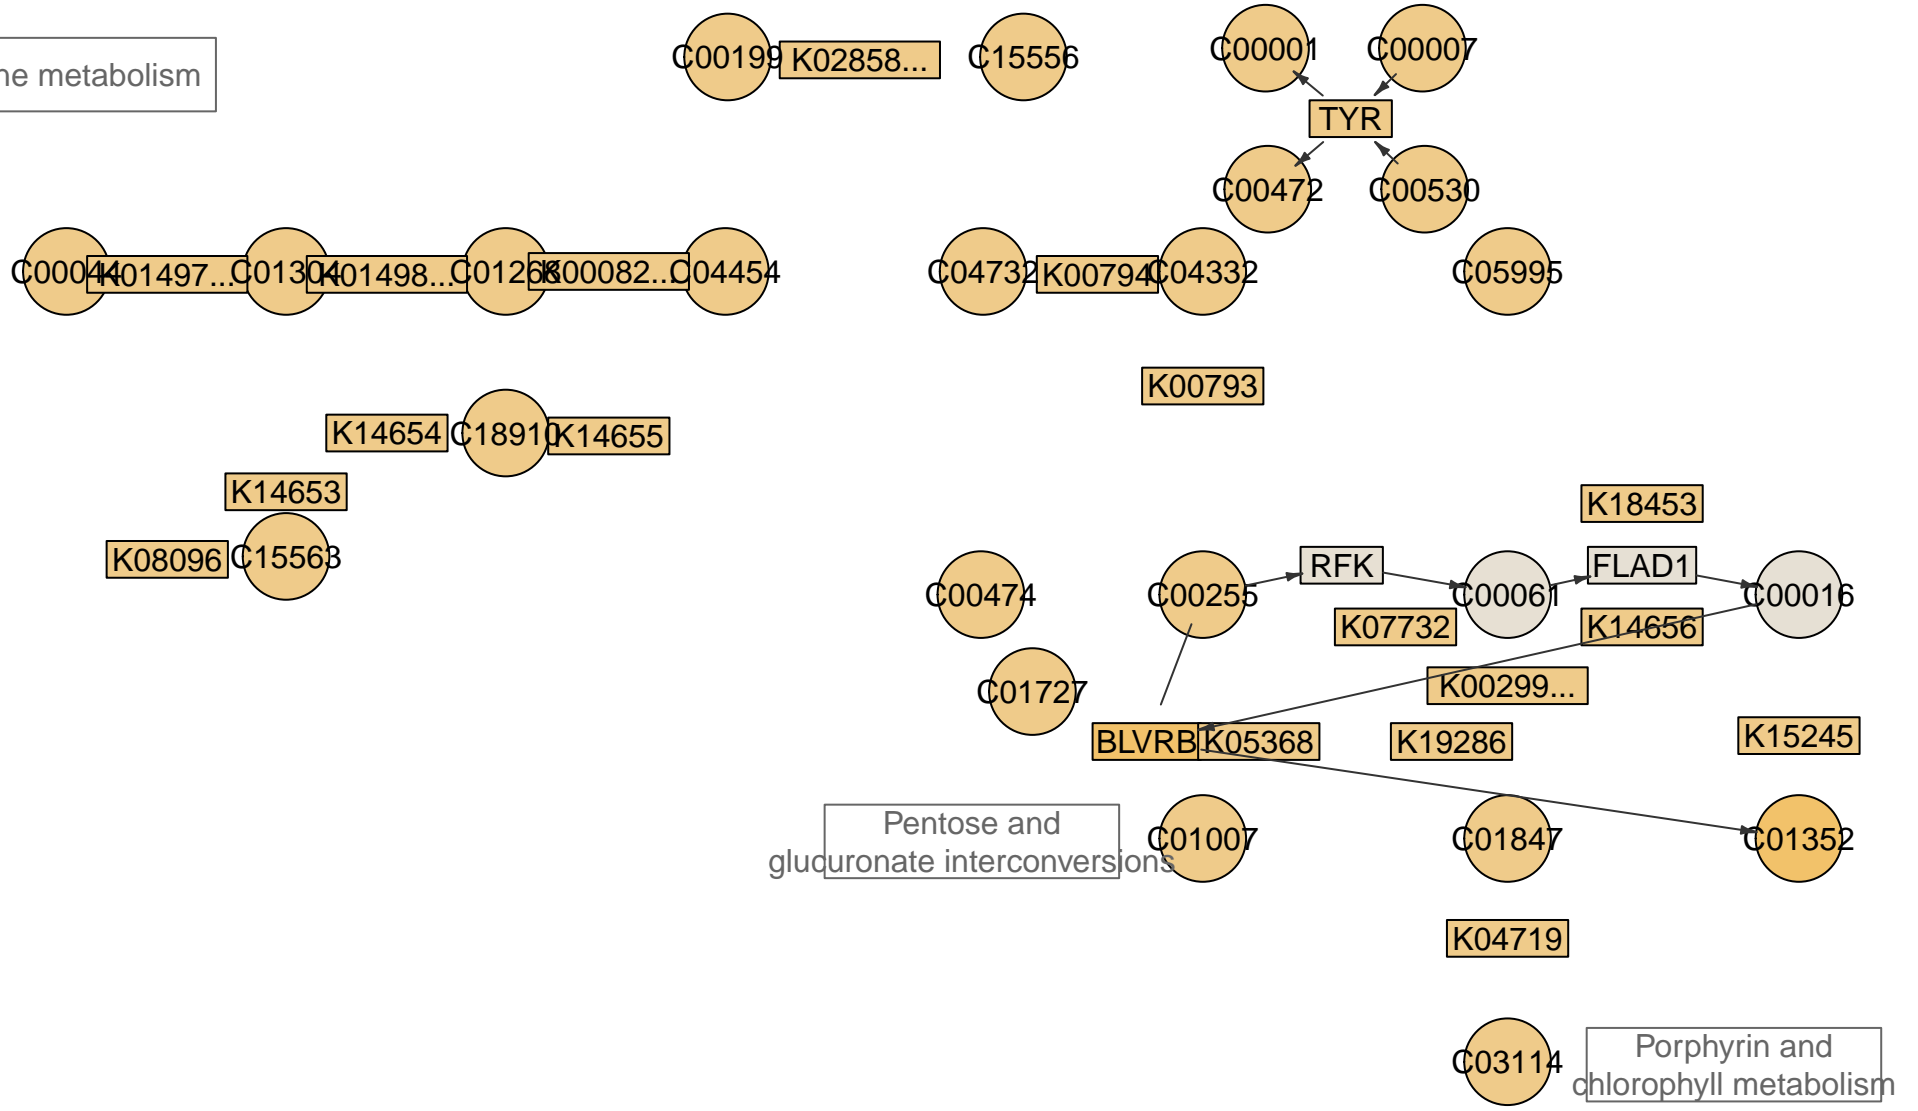 C00199
K02858...
C15556
C00001
C00007
ne metabolism
TYR
C00472
C00530
C00044
K01497...
C01304
K01498...
C01268
K00082...
C04454
C04732
K00794
C04332
C05995
K00793
K14654
C18910
K14655
K14653
K18453
K08096
C15563
RFK
FLAD1
C00474
C00255
C00061
C00016
K07732
K14656
C01727
K00299...
BLVRB
K05368
K19286
K15245
Pentose and
glucuronate interconversions
C01007
C01847
C01352
K04719
C03114
Porphyrin and
chlorophyll metabolism